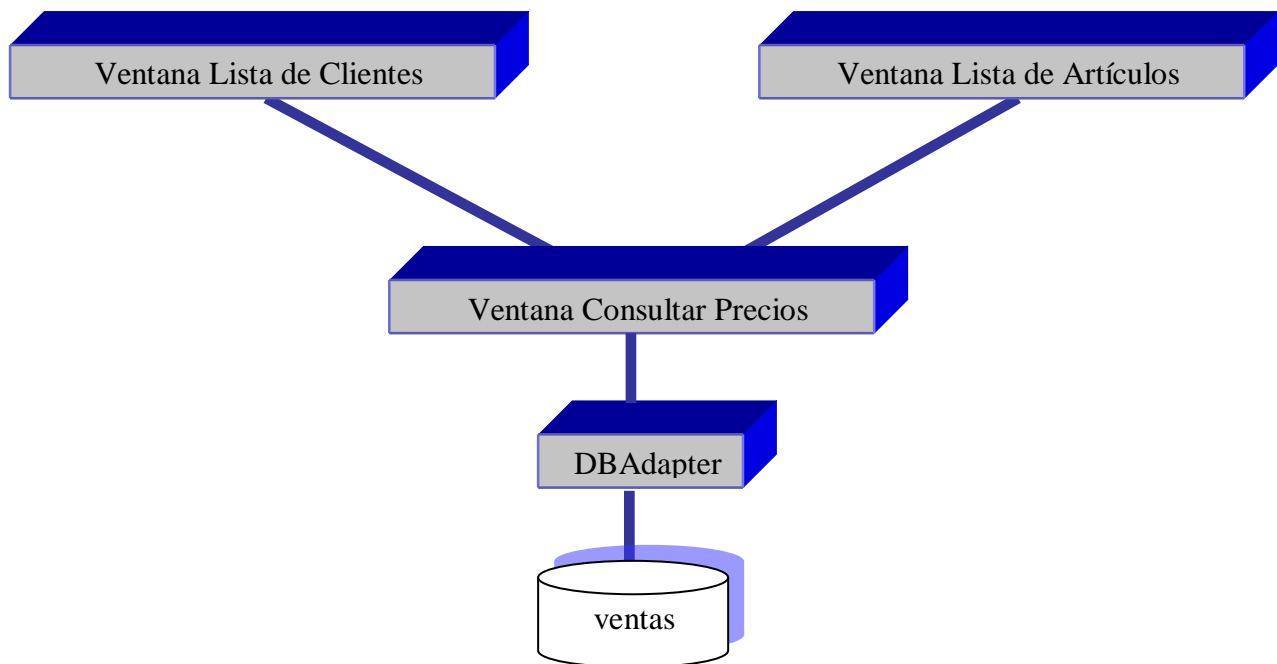 Ventana Lista de Clientes
Ventana Lista de Artículos
Ventana Consultar Precios
DBAdapter
ventas